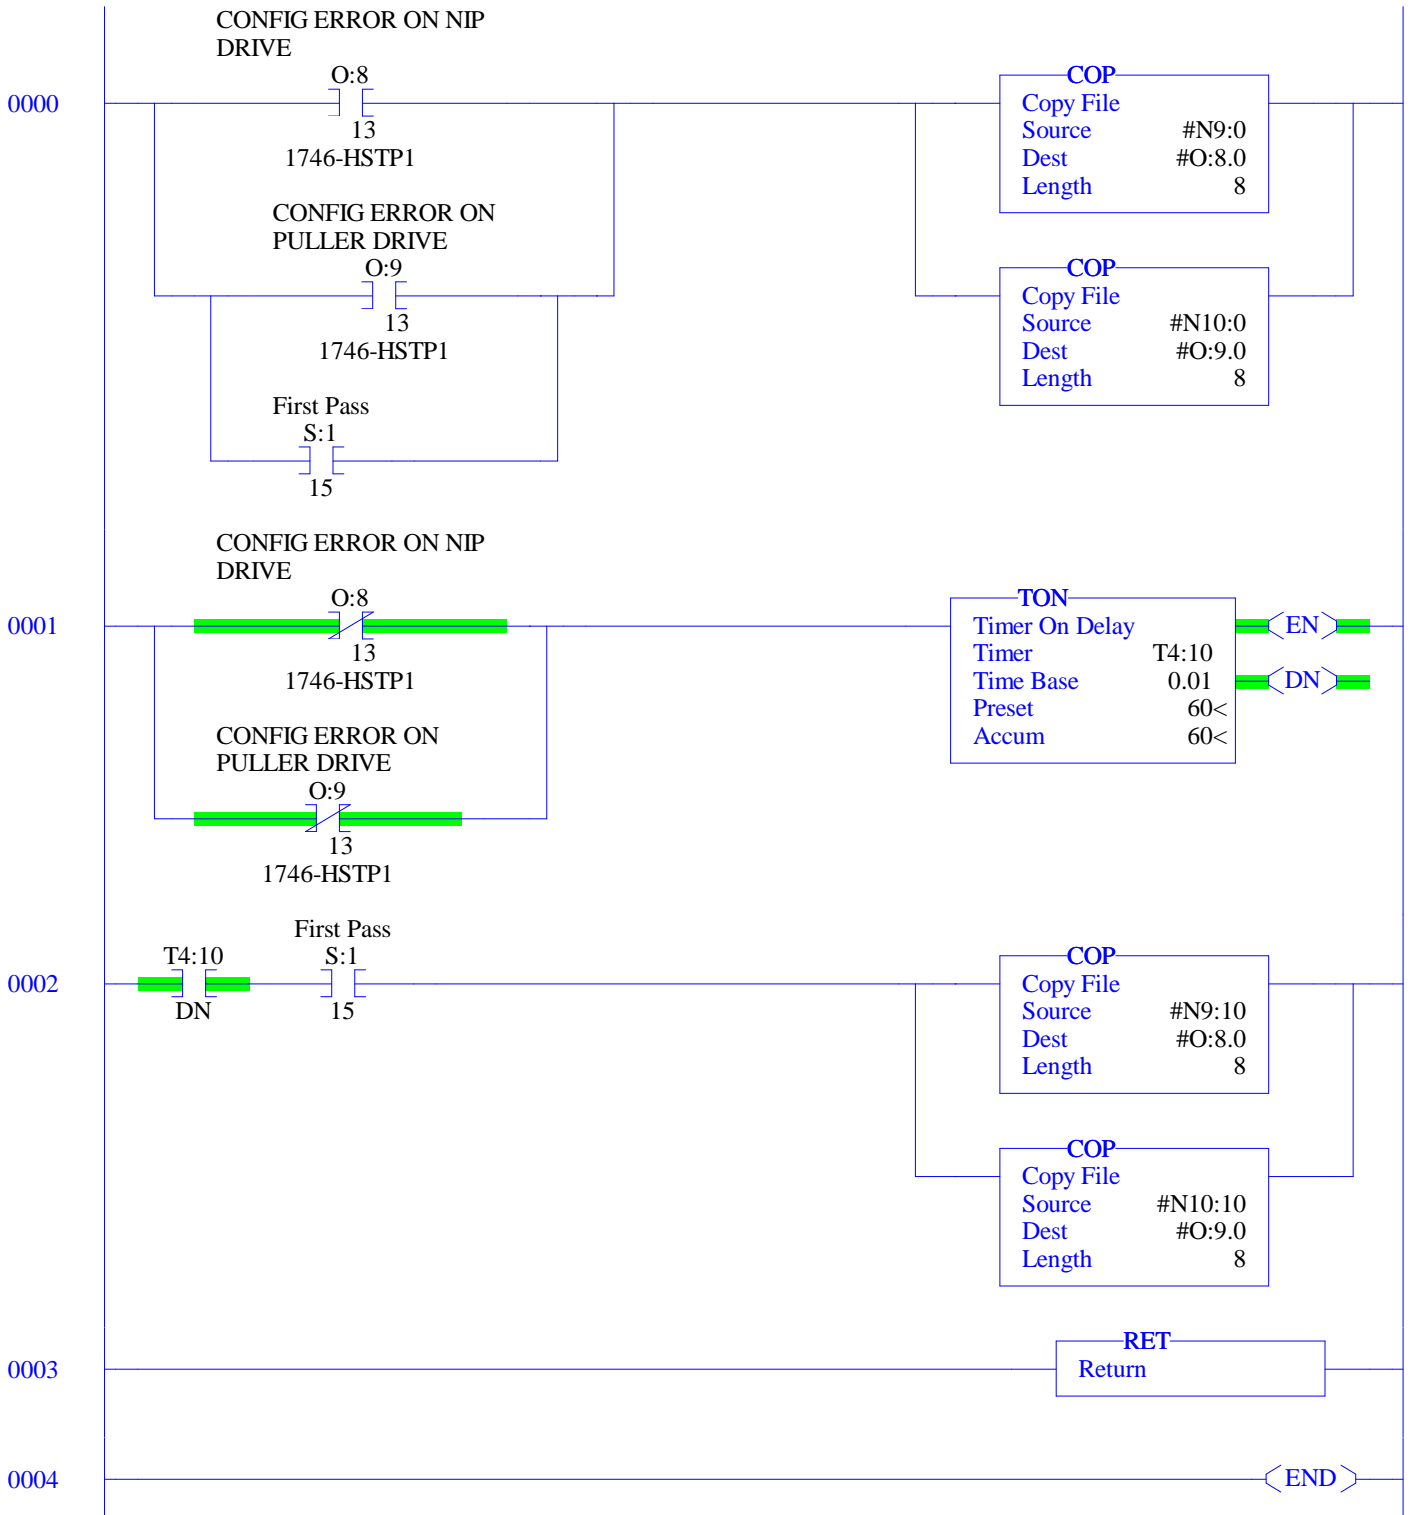 CONFIG ERROR ON NIP
DRIVE
O:8
0000
13
1746-HSTP1
COP
Copy File
Source #N9:0
Dest #O:8.0
Length 8
CONFIG ERROR ON
PULLER DRIVE
O:9
13
1746-HSTP1
COP
Copy File
Source #N10:0
Dest #O:9.0
Length 8
First Pass
S:1
15
CONFIG ERROR ON NIP
DRIVE
O:8
0001
13
1746-HSTP1
TON
Timer On Delay
Timer T4:10
Time Base 0.01
Preset 60<
Accum 60<
EN
DN
CONFIG ERROR ON
PULLER DRIVE
O:9
13
1746-HSTP1
0002
T4:10
DN
First Pass
S:1
15
COP
Copy File
Source #N9:10
Dest #O:8.0
Length 8
COP
Copy File
Source #N10:10
Dest #O:9.0
Length 8
0003
RET
Return
0004
END